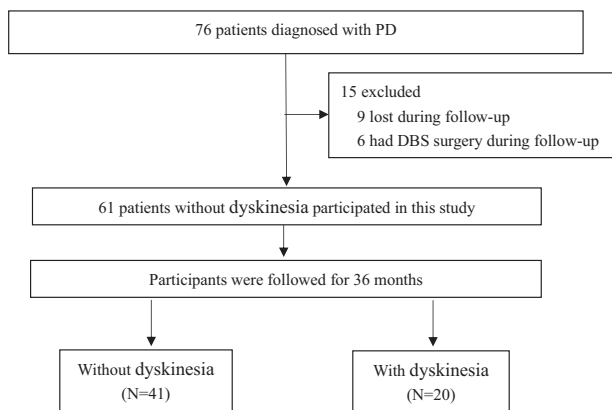 76 patients diagnosed with PD
15 excluded
9 lost during follow-up
6 had DBS surgery during follow-up
61 patients without dyskinesia participated in this study
Participants were followed for 36 months
Without dyskinesia
(N=41)
With dyskinesia
(N=20)